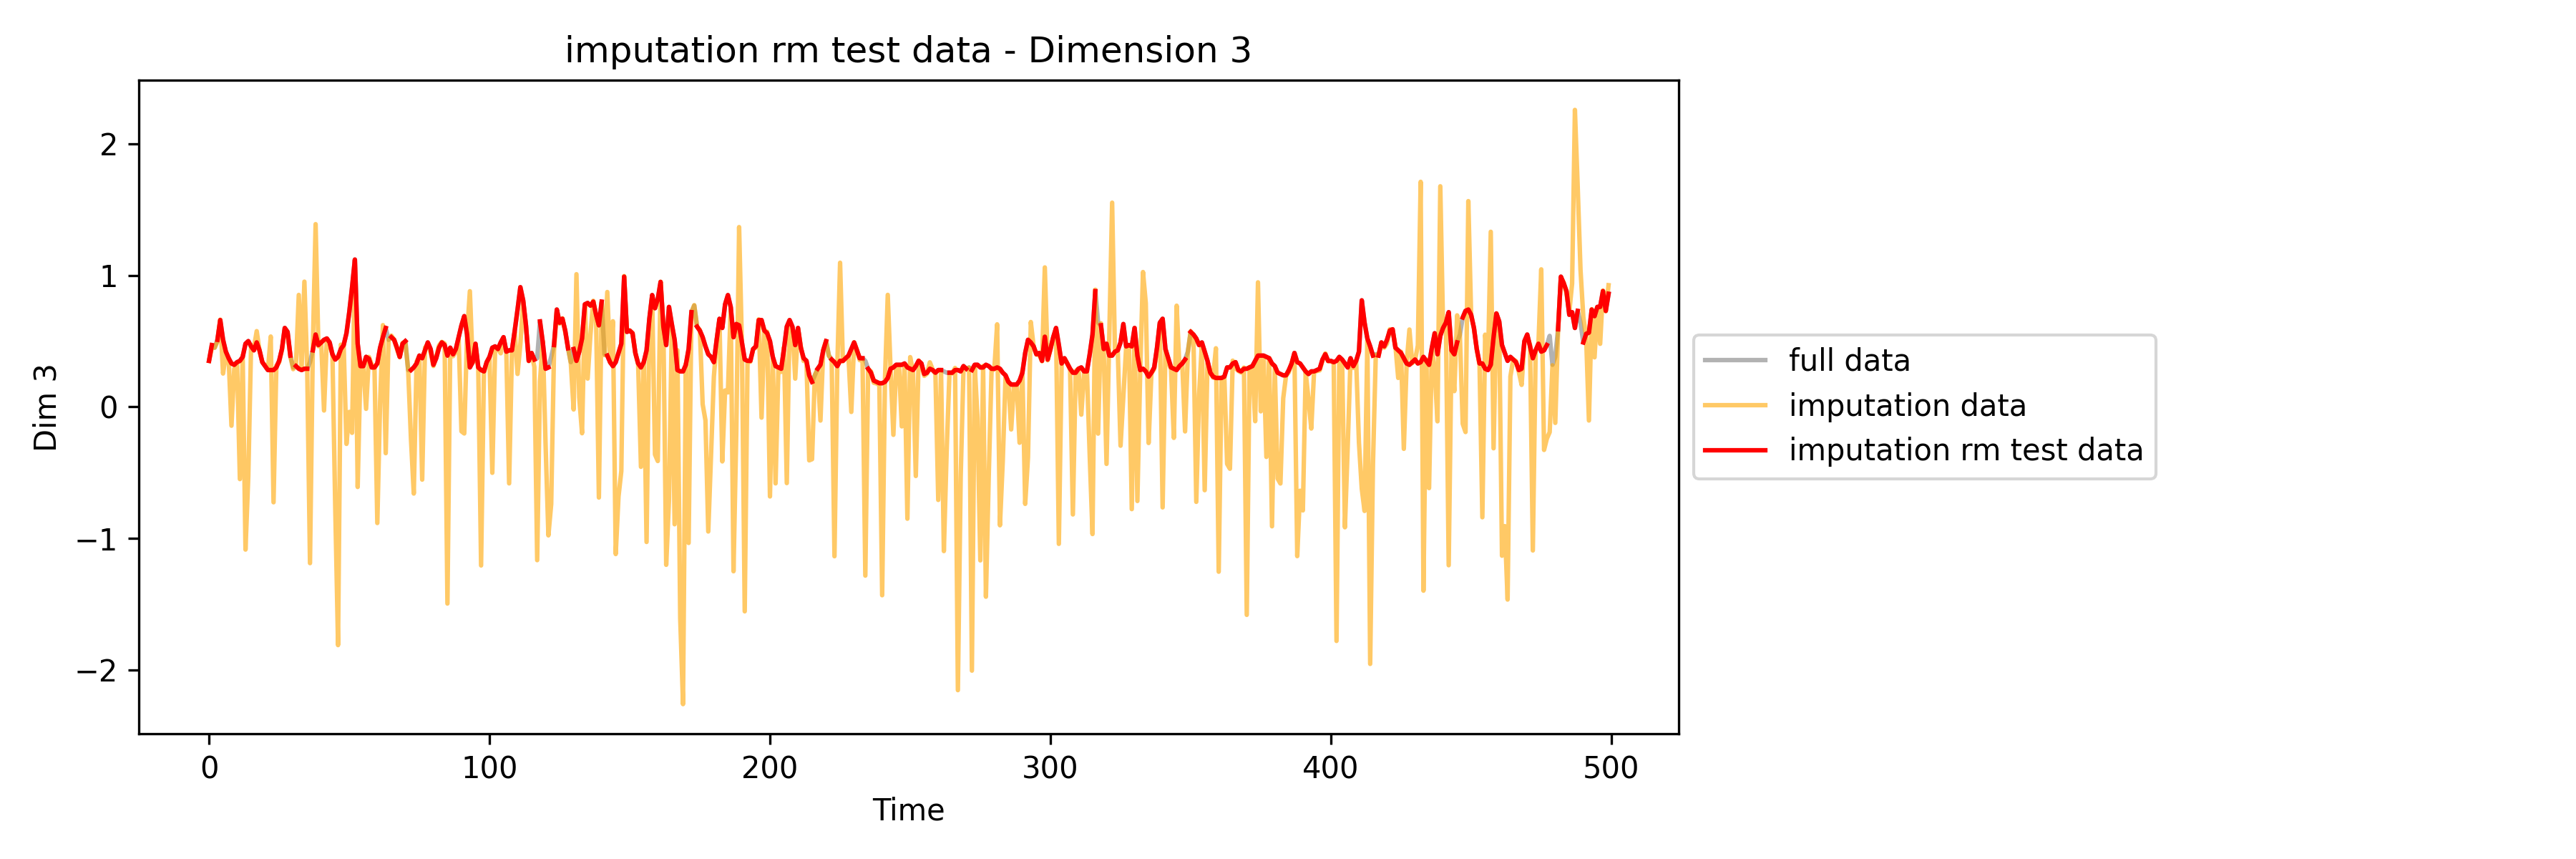 imputation rm test data - Dimension 3
Dim 3
2
1
0
−1
−2
0 100 200 300 400 500
Time
full data
imputation data
imputation rm test data